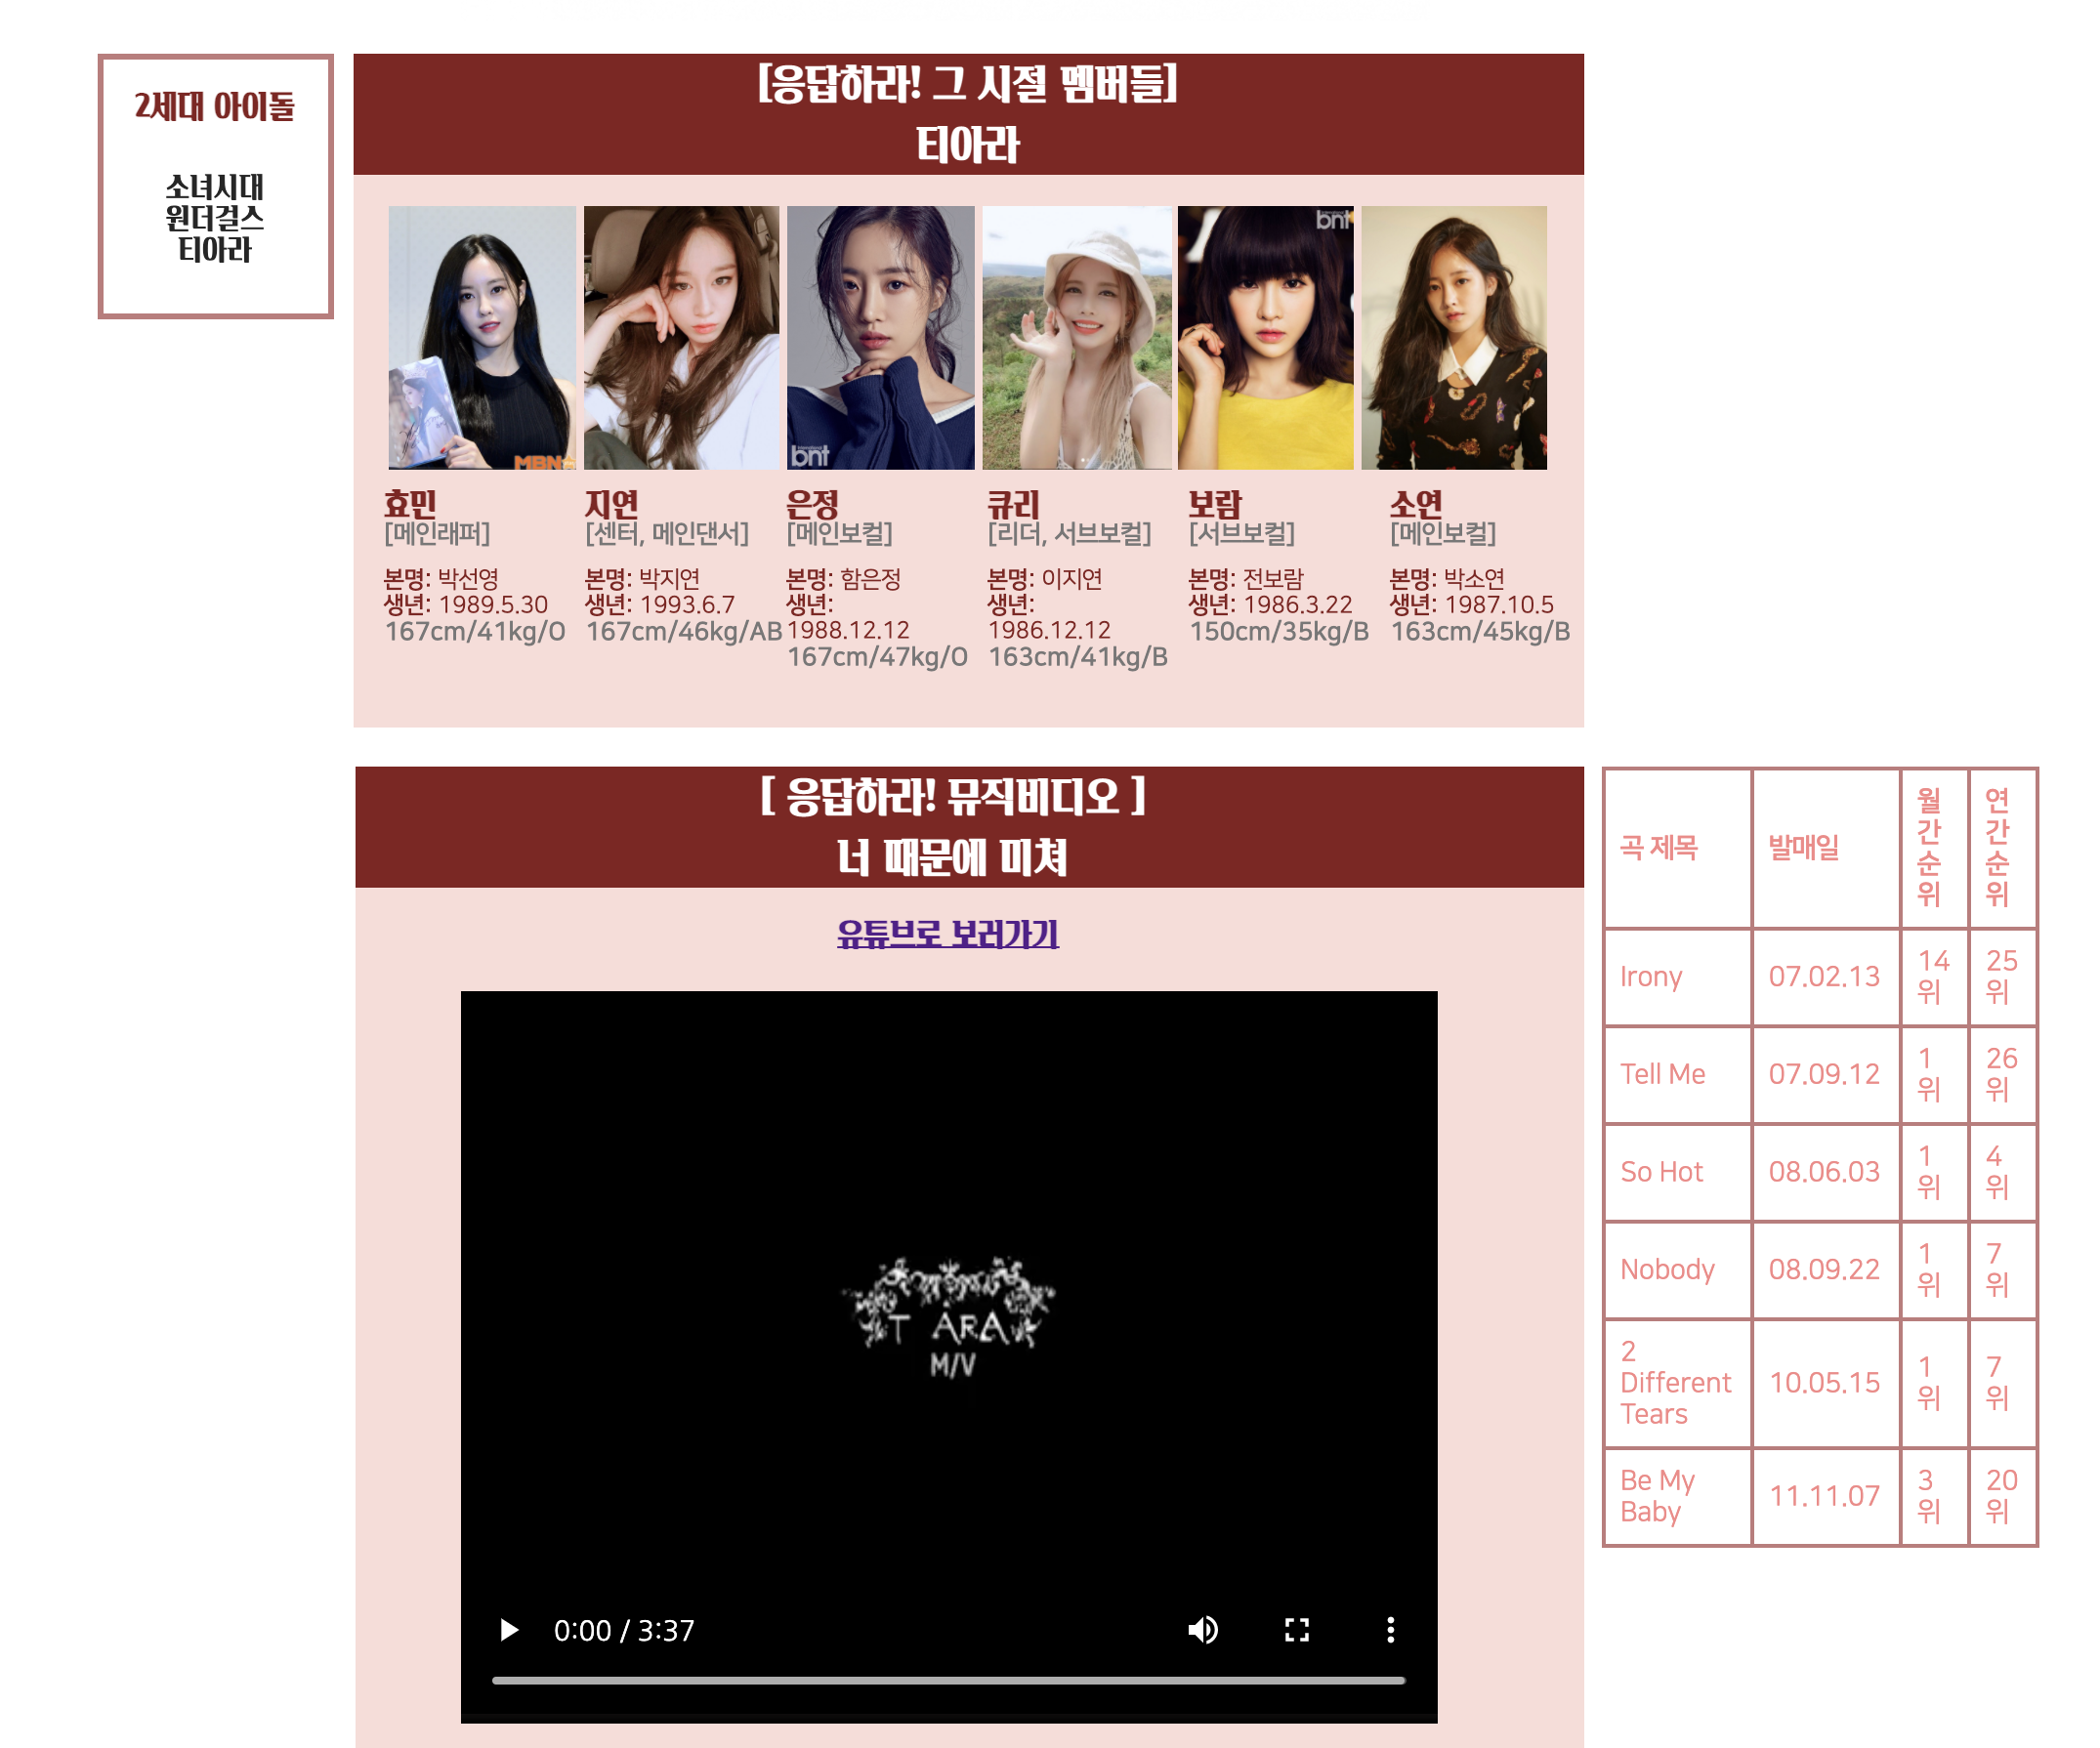 2세대 아이돌
소녀시대
원더걸스
티아라
[응답하라! 그 시절 멤버들]
티아라
bnt
MBN
bnt
효민
[메인래퍼]
본명: 박선영
생년: 1989.5.30
167cm/41kg/O
지연
[센터, 메인댄서]
본명: 박지연
생년: 1993.6.7
167cm/46kg/AB
은정
[메인보컬]
본명: 함은정
생년:
1988.12.12
167cm/47kg/O
큐리
[리더, 서브보컬]
본명: 이지연
생년:
1986.12.12
163cm/41kg/B
보람
[서브보컬]
본명: 전보람
생년: 1986.3.22
150cm/35kg/B
소연
[메인보컬]
본명: 박소연
생년: 1987.10.5
163cm/45kg/B
[ 응답하라! 뮤직비디오 ]
너 때문에 미쳐
유튜브로 보러가기
T ARA
M/V
0:00 / 3:37
곡 제목
발매일
월
간
순
위
연
간
순
위
Irony
07.02.13
14
위
25
위
Tell Me
07.09.12
1
위
26
위
So Hot
08.06.03
1
위
4
위
Nobody
08.09.22
1
위
7
위
2
Different
Tears
10.05.15
1
위
7
위
Be My
Baby
11.11.07
3
위
20
위